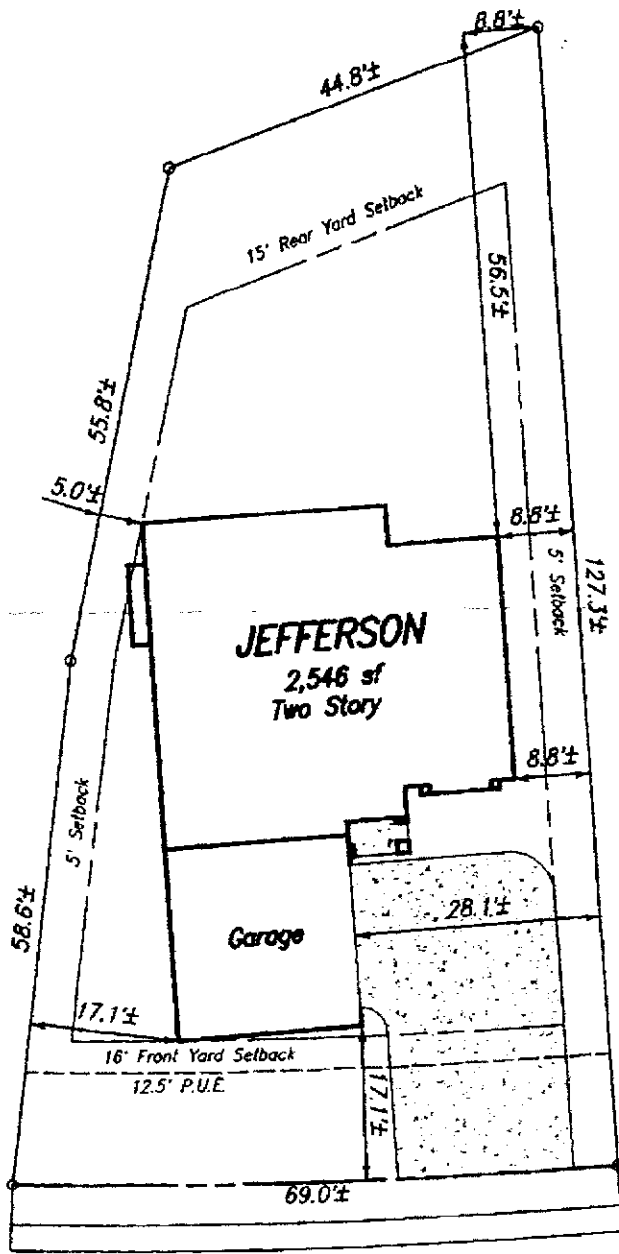 8.8'±
44.8'±
15' Rear Yard Setback
56.5'±
55.8'±
5.0'±
8.8'±
5' Setback
127.3'±
JEFFERSON
2,546 sf
Two Story
8.8'±
5' Setback
58.6'±
28.1'±
Garage
17.1'±
16' Front Yard Setback
12.5' P.U.E.
17.1'±
69.0'±